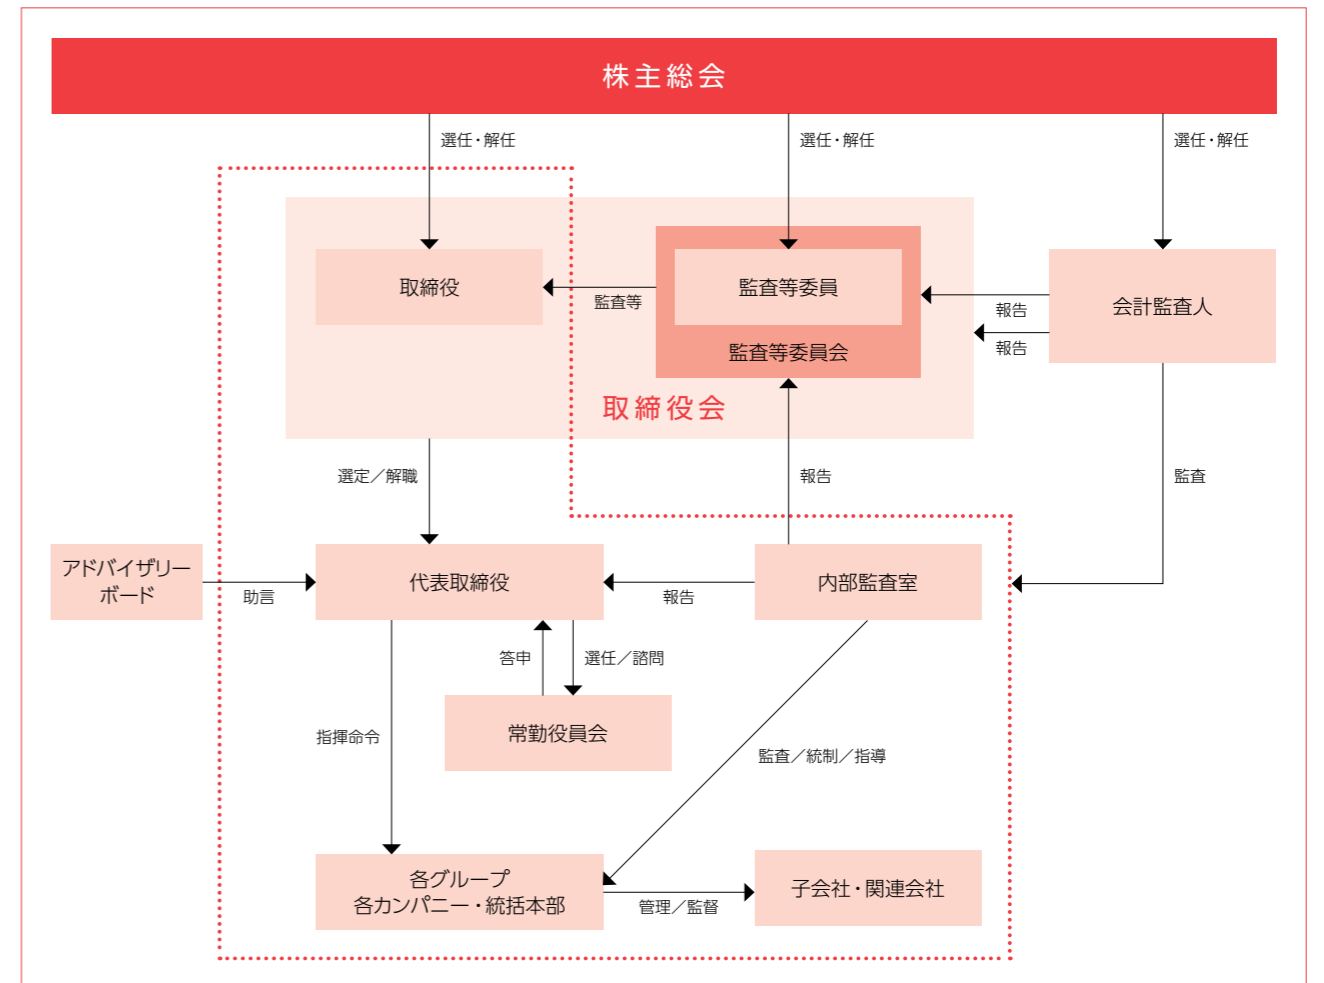 株主総会
選任・解任
選任・解任
選任・解任
取締役
監査等
監査等委員
監査等委員会
報告
報告
会計監査人
取締役会
選定／解職
報告
監査
アドバイザリー
ボード
助言
代表取締役
報告
内部監査室
答申
選任／諮問
常勤役員会
指揮命令
監査／統制／指導
各グループ
各カンパニー・統括本部
管理／監督
子会社・関連会社